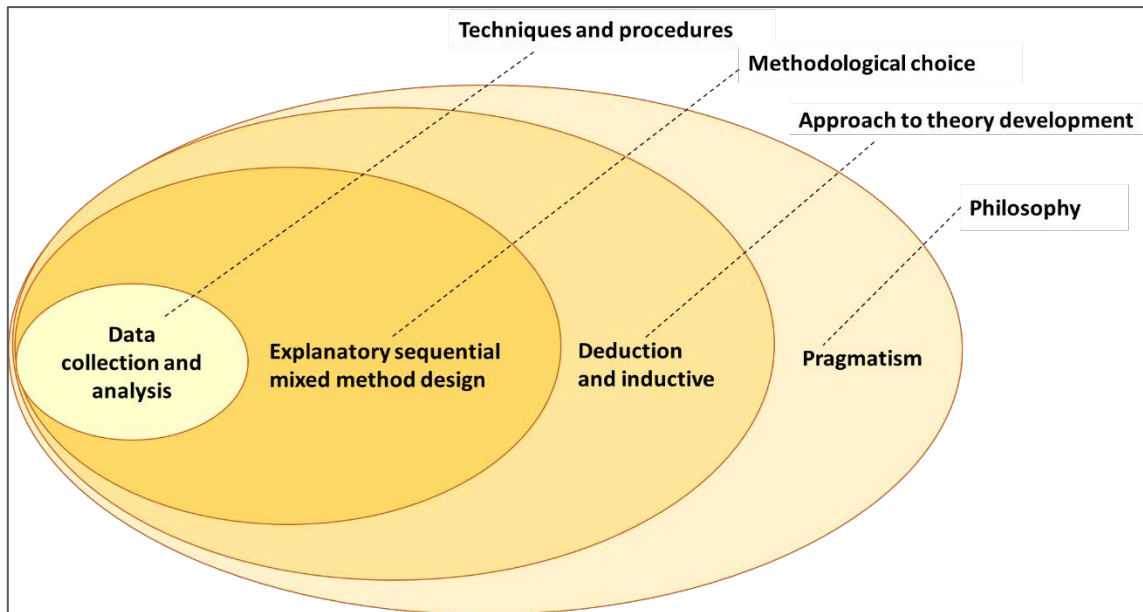 Techniques and procedures
Methodological choice
Approach to theory development
Philosophy
Data
collection and
analysis
Explanatory sequential
mixed method design
Deduction
and inductive
Pragmatism